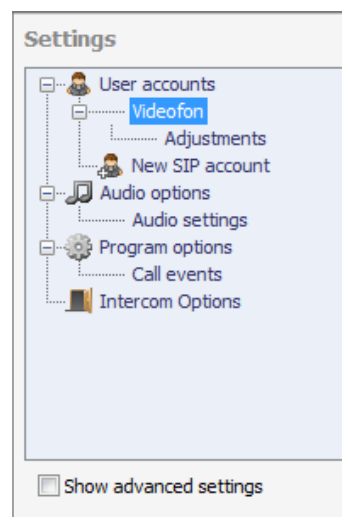 Settings
User accounts
Videofon
Adjustments
New SIP account
Audio options
Audio settings
Program options
Call events
Intercom Options
Show advanced settings